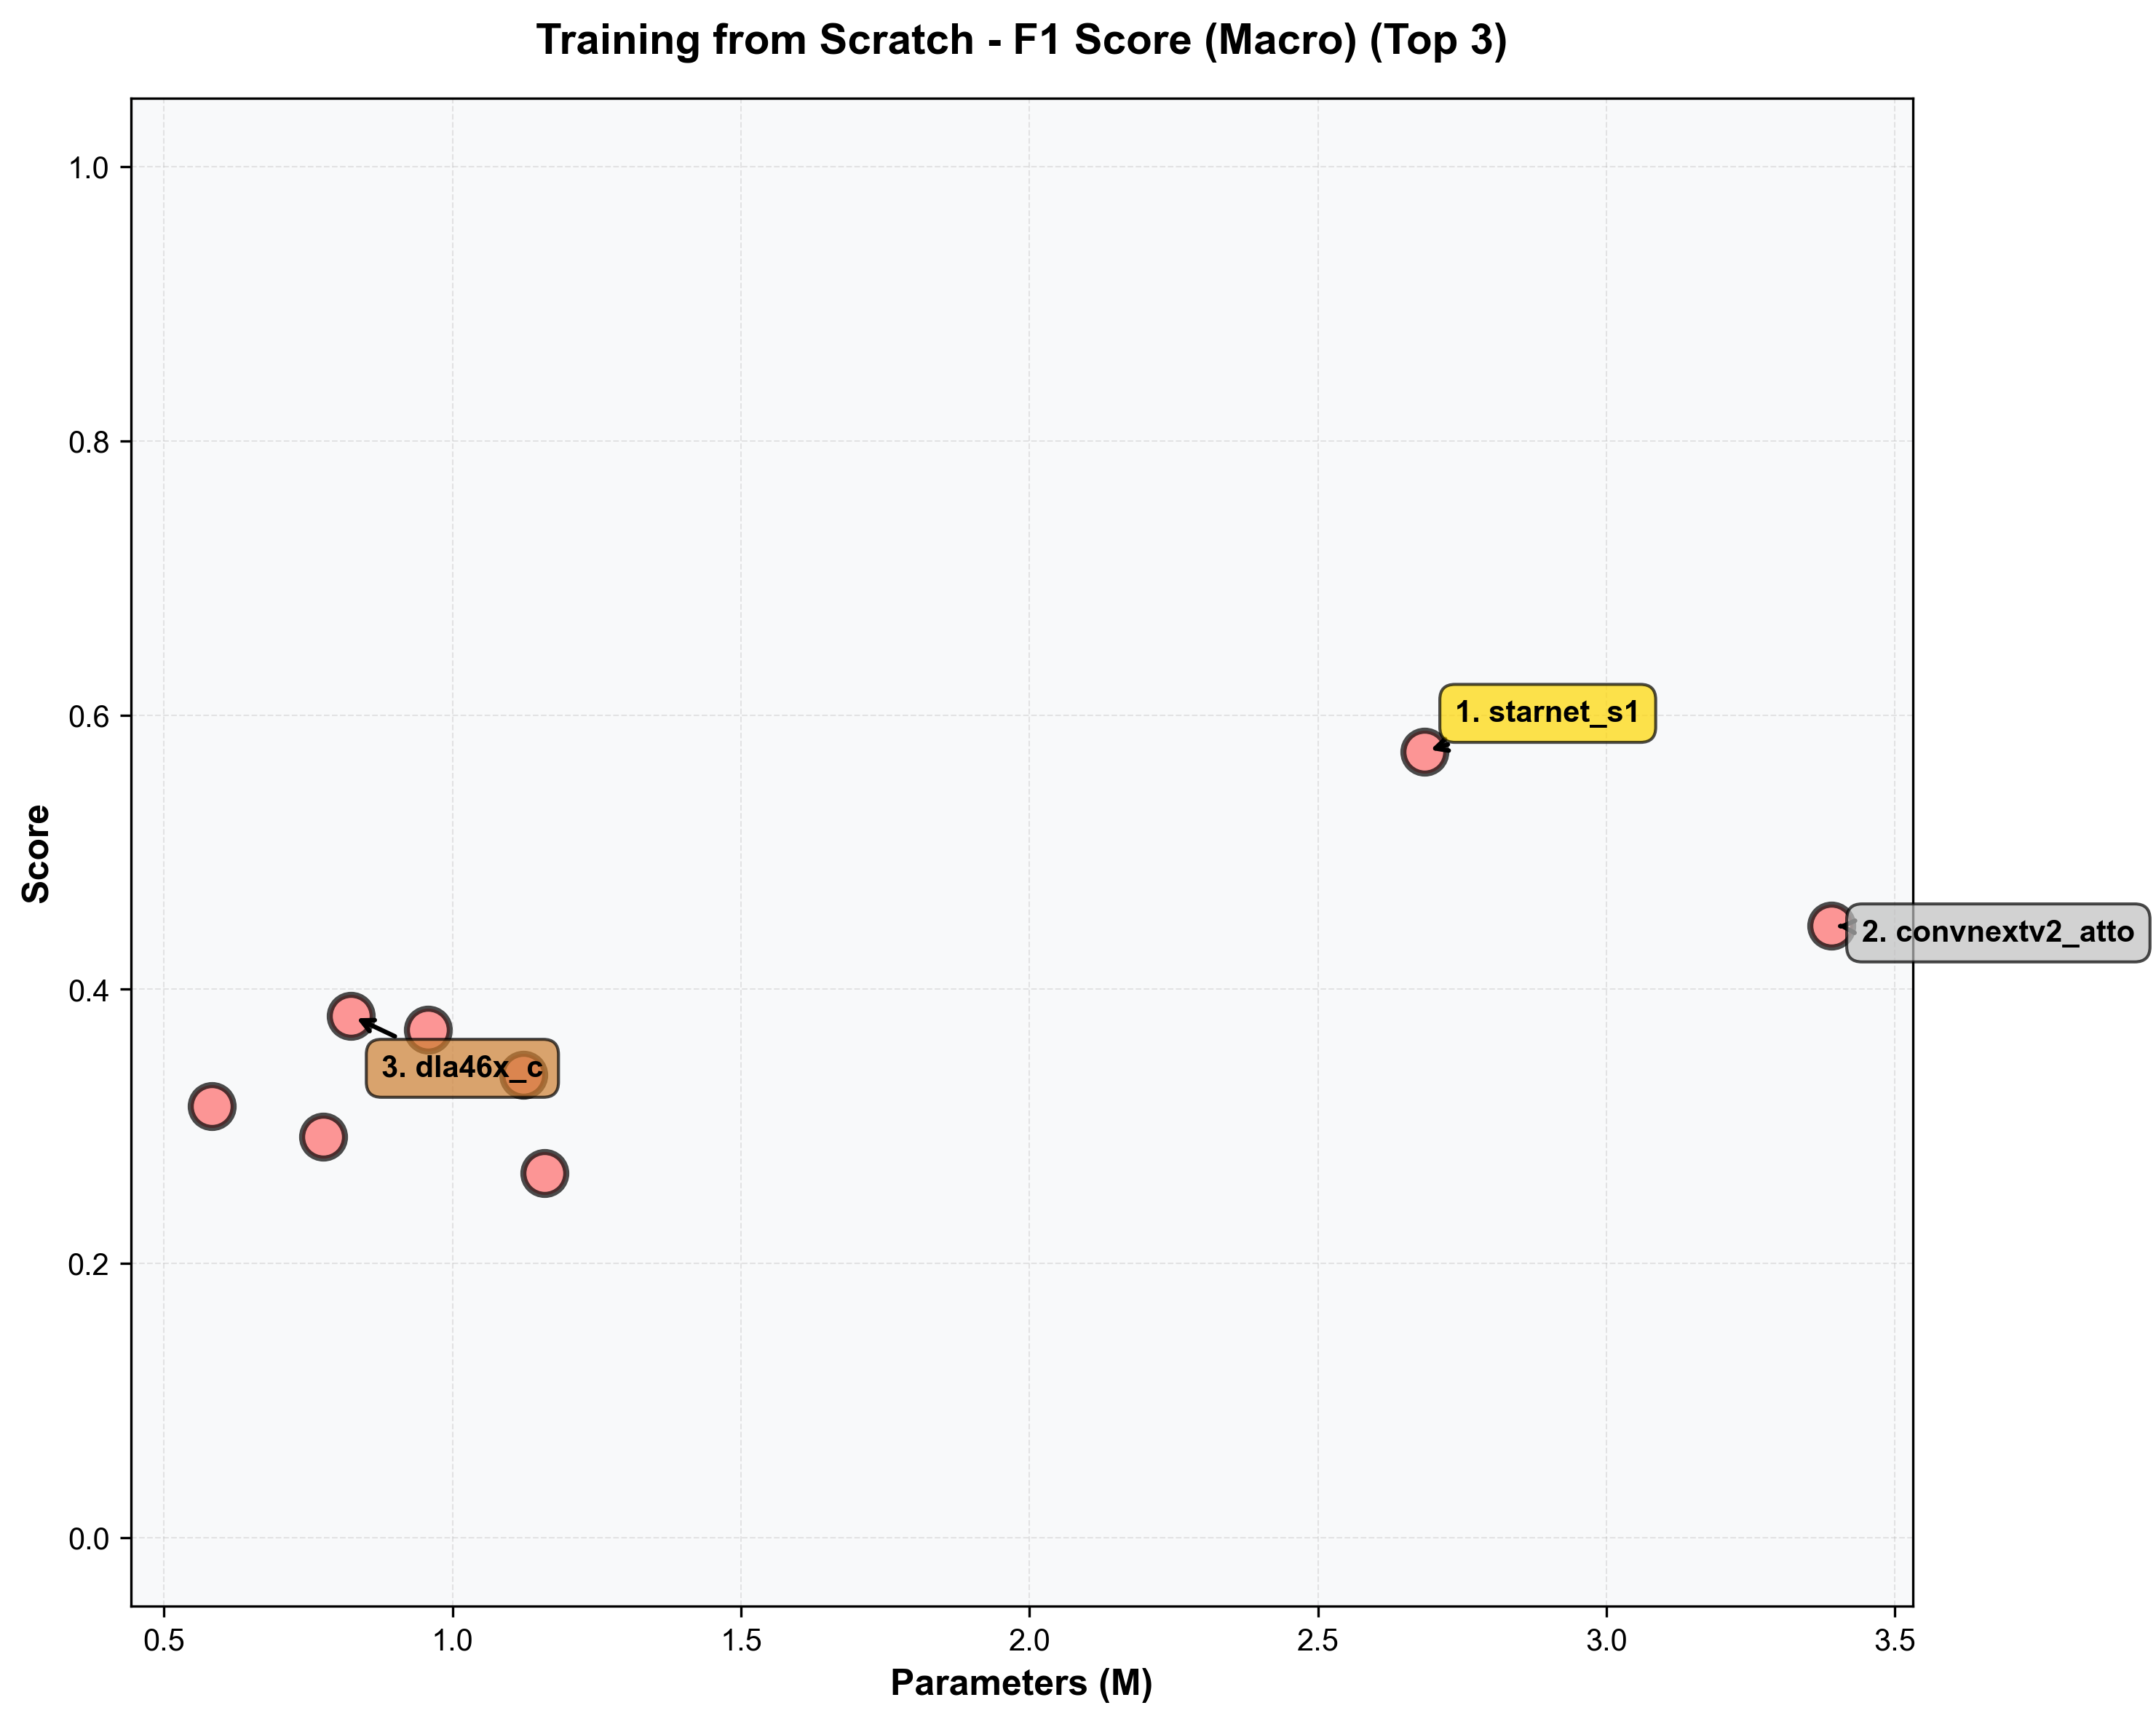 Training from Scratch - F1 Score (Macro) (Top 3)
1.0
0.8
0.6
0.4
0.2
0.0
Score
1. starnet_s1
2. convnextv2_atto
3. dla46x_c
0.5 1.0 1.5 2.0 2.5 3.0 3.5
Parameters (M)